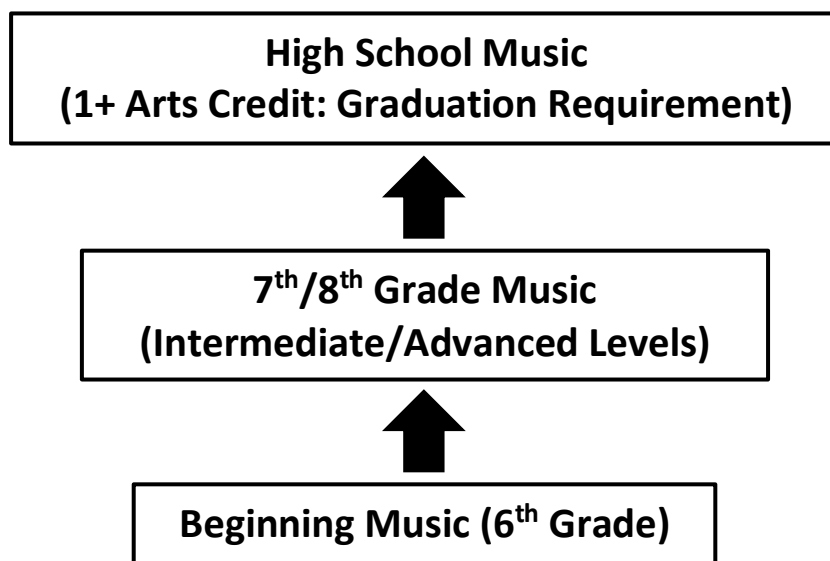 High School Music
(1+ Arts Credit: Graduation Requirement)
7th/8th Grade Music
(Intermediate/Advanced Levels)
Beginning Music (6th Grade)